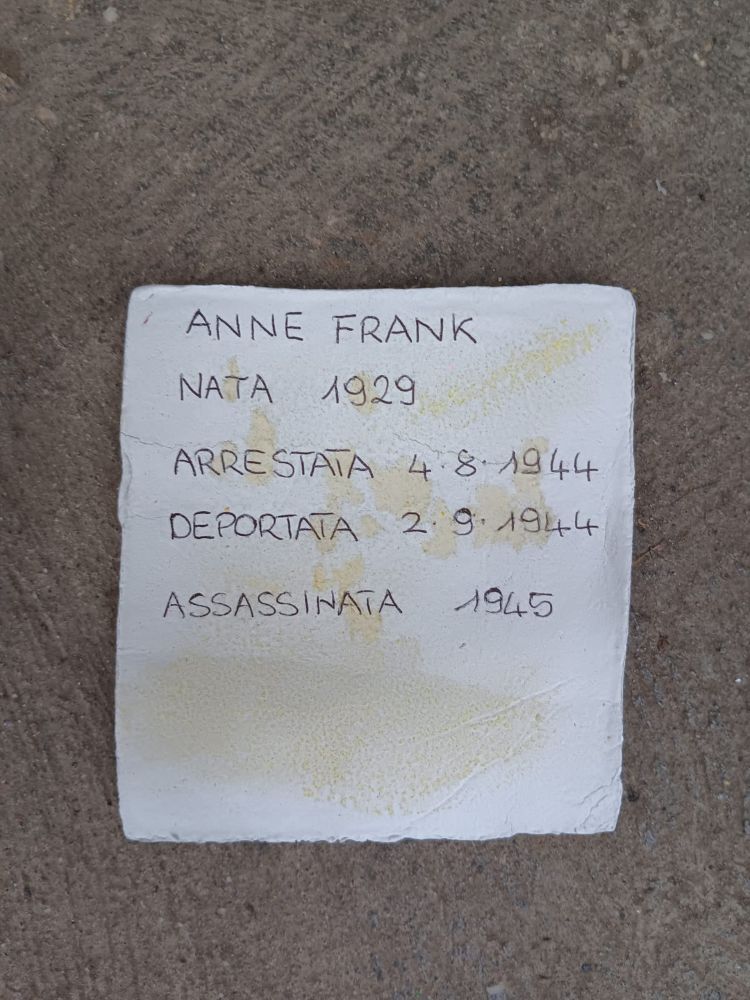 ANNE FRANK
NATA 1929
ARRESTATA 4.8.1944
DEPORTATA 2.9.1944
ASSASSINATA 1945